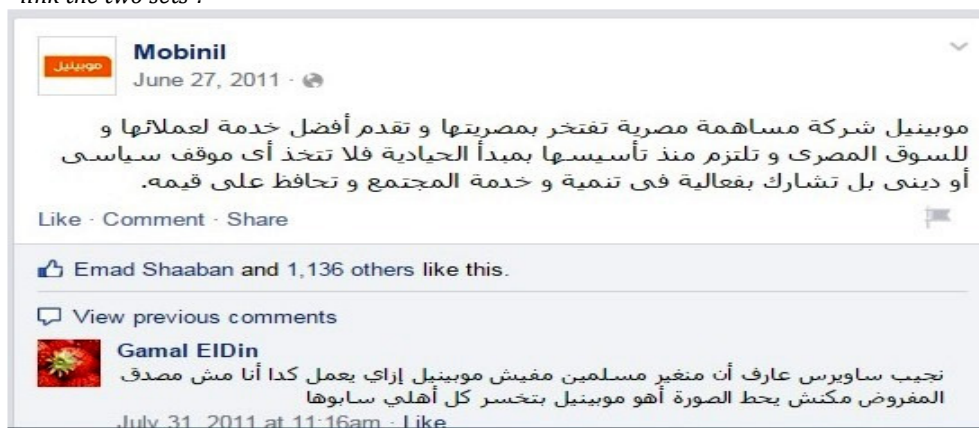 link the two sets".
موبينيل
Mobinil
June 27, 2011 ·
موبينيل شركة مساهمة مصرية تفتخر بمصريتها و تقدم أفضل خدمة لعملائها و
للسوق المصرى و تلتزم منذ تأسيسها بمبدأ الحيادية فلا تتخذ أى موقف سياسى
أو دينى بل تشارك بفعالية فى تنمية و خدمة المجتمع و تحافظ على قيمه.
Like · Comment · Share
Emad Shaaban and 1,136 others like this.
View previous comments
Gamal ElDin
نجيب ساويرس عارف أن منغير مسلمين مفيش موبينيل إزاي يعمل كدا أنا مش مصدق
المفروض مكنش يحط الصورة أهو موبينيل بتخسر كل أهلي سابوها
July 31, 2011 at 11:16am · Like